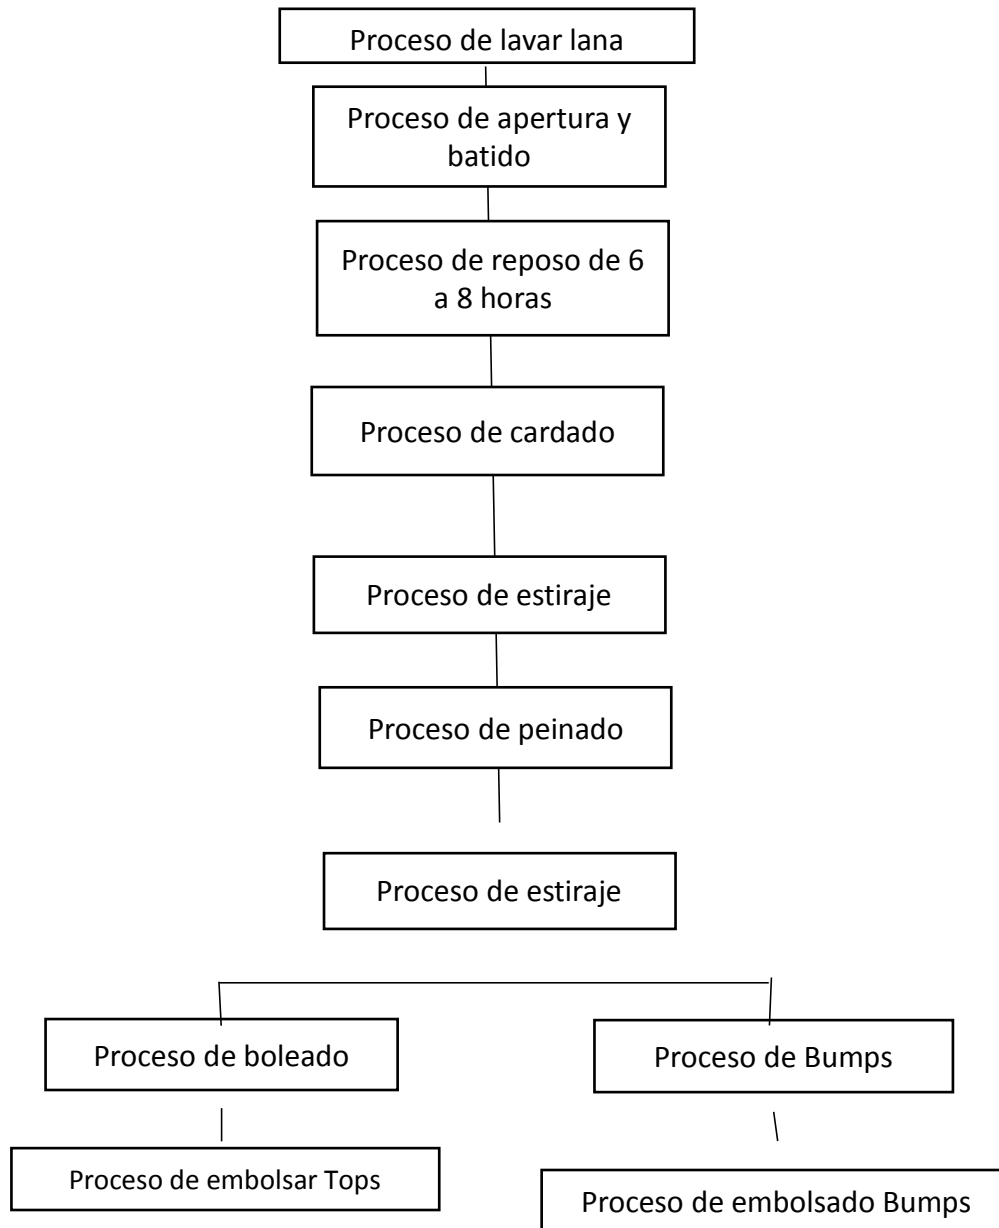 Proceso de lavar lana
Proceso de apertura y
batido
Proceso de reposo de 6
a 8 horas
Proceso de cardado
Proceso de estiraje
Proceso de peinado
Proceso de estiraje
Proceso de boleado
Proceso de Bumps
Proceso de embolsar Tops
Proceso de embolsado Bumps